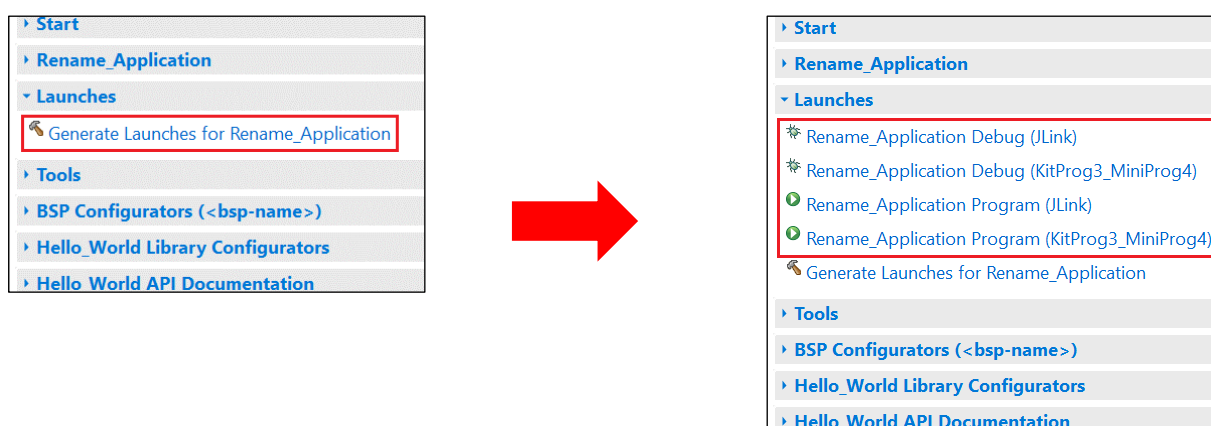 Start
Rename_Application
Launches
Generate Launches for Rename_Application
Tools
BSP Configurators (<bsp-name>)
Hello_World Library Configurators
Hello_World API Documentation
Start
Rename_Application
Launches
Rename_Application Debug (JLink)
Rename_Application Debug (KitProg3_MiniProg4)
Rename_Application Program (JLink)
Rename_Application Program (KitProg3_MiniProg4)
Generate Launches for Rename_Application
Tools
BSP Configurators (<bsp-name>)
Hello_World Library Configurators
Hello_World API Documentation